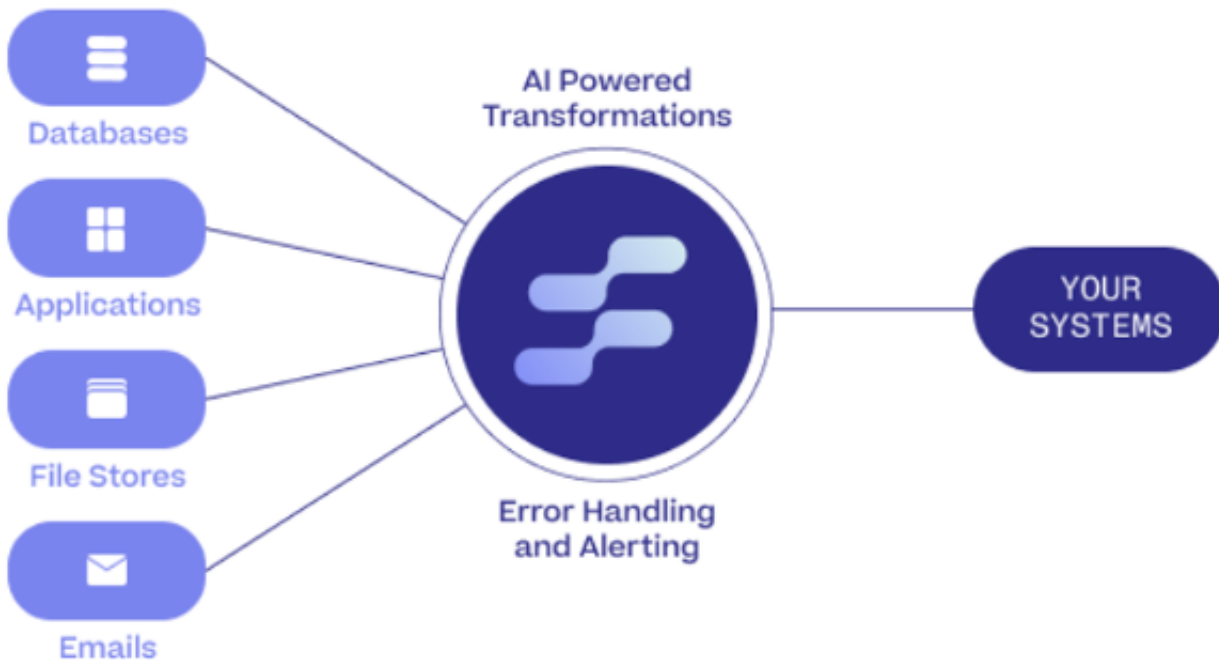 Databases
Applications
File Stores
Emails
AI Powered
Transformations
Error Handling
and Alerting
YOUR
SYSTEMS